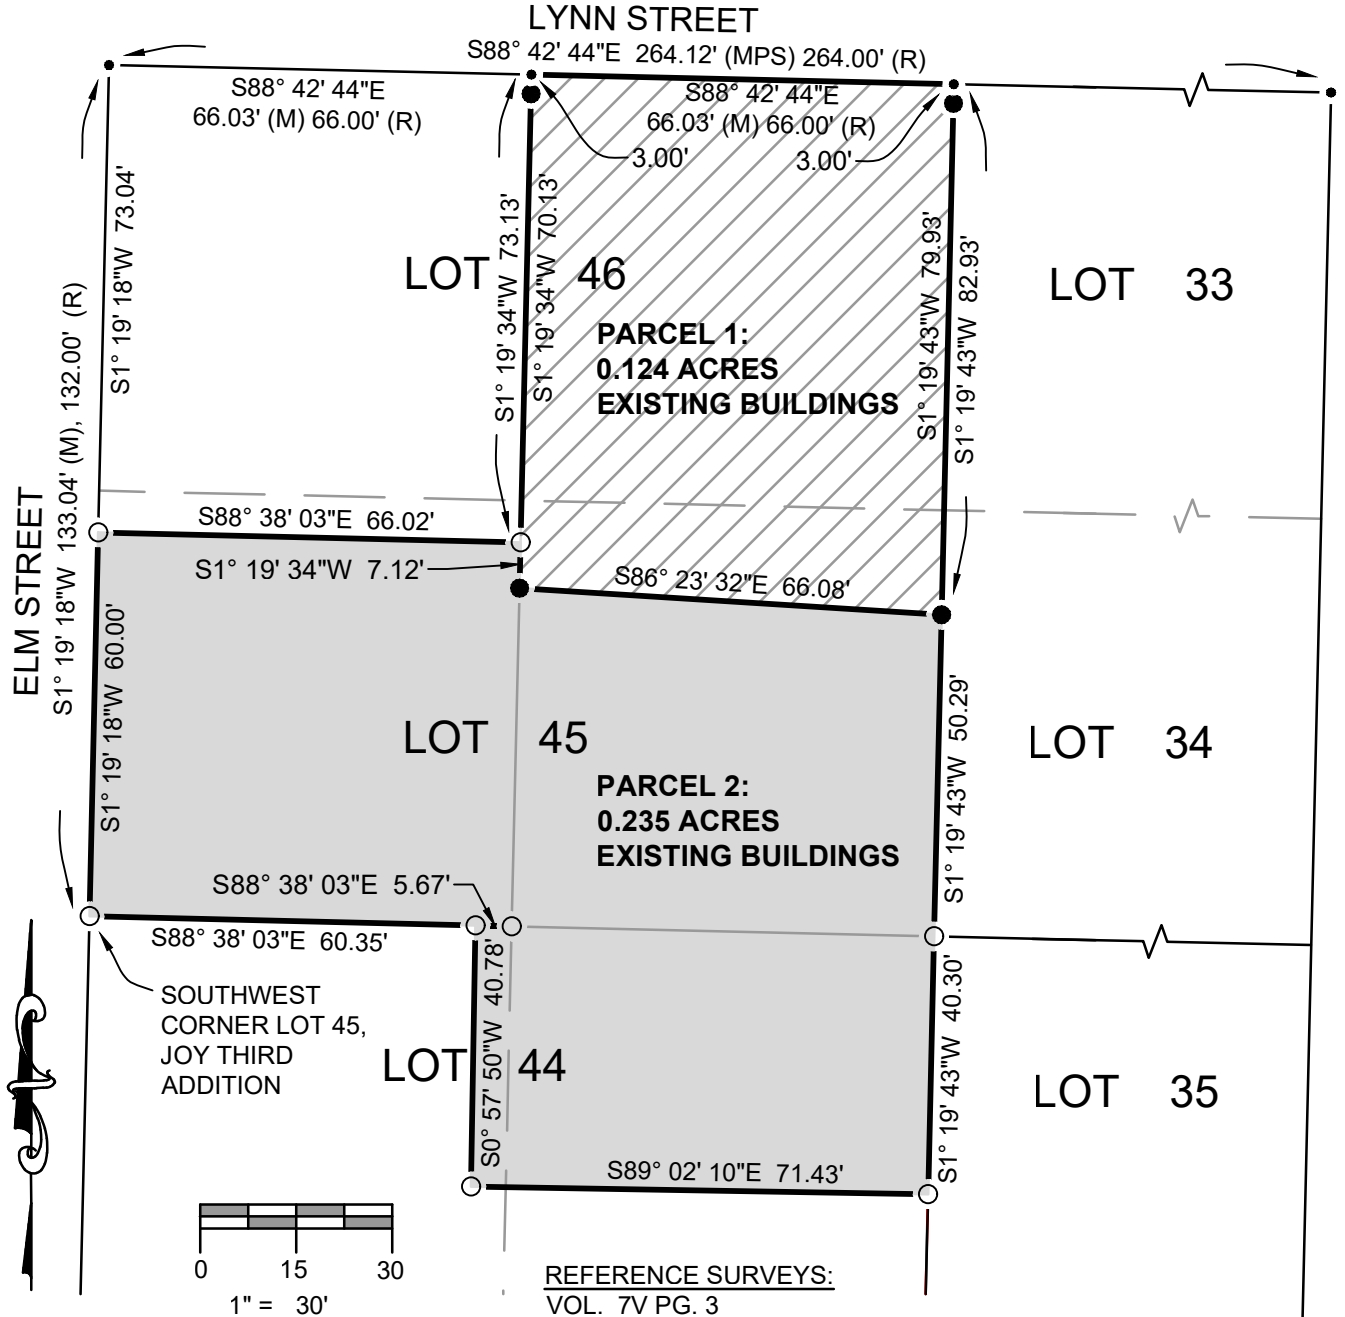 LYNN STREET
S88° 42' 44"E 264.12' (MPS) 264.00' (R)
S88° 42' 44"E
66.03' (M) 66.00' (R)
S88° 42' 44"E
66.03' (M) 66.00' (R)
3.00'
3.00'
S1° 19' 18"W 73.04'
S1° 19' 34"W 73.13'
S1° 19' 34"W 70.13'
S1° 19' 43"W 79.93'
S1° 19' 43"W 82.93'
LOT 46
LOT 33
PARCEL 1:
0.124 ACRES
EXISTING BUILDINGS
ELM STREET
S1° 19' 18"W 133.04' (M), 132.00' (R)
S88° 38' 03"E 66.02'
S1° 19' 34"W 7.12'
S86° 23' 32"E 66.08'
S1° 19' 18"W 60.00'
S1° 19' 43"W 50.29'
LOT 45
LOT 34
PARCEL 2:
0.235 ACRES
EXISTING BUILDINGS
S88° 38' 03"E 5.67'
S88° 38' 03"E 60.35'
SOUTHWEST
CORNER LOT 45,
JOY THIRD
ADDITION
S0° 57' 50"W 40.78'
S1° 19' 43"W 40.30'
LOT 44
LOT 35
S89° 02' 10"E 71.43'
0 15 30
1" = 30'
REFERENCE SURVEYS:
VOL. 7V PG. 3